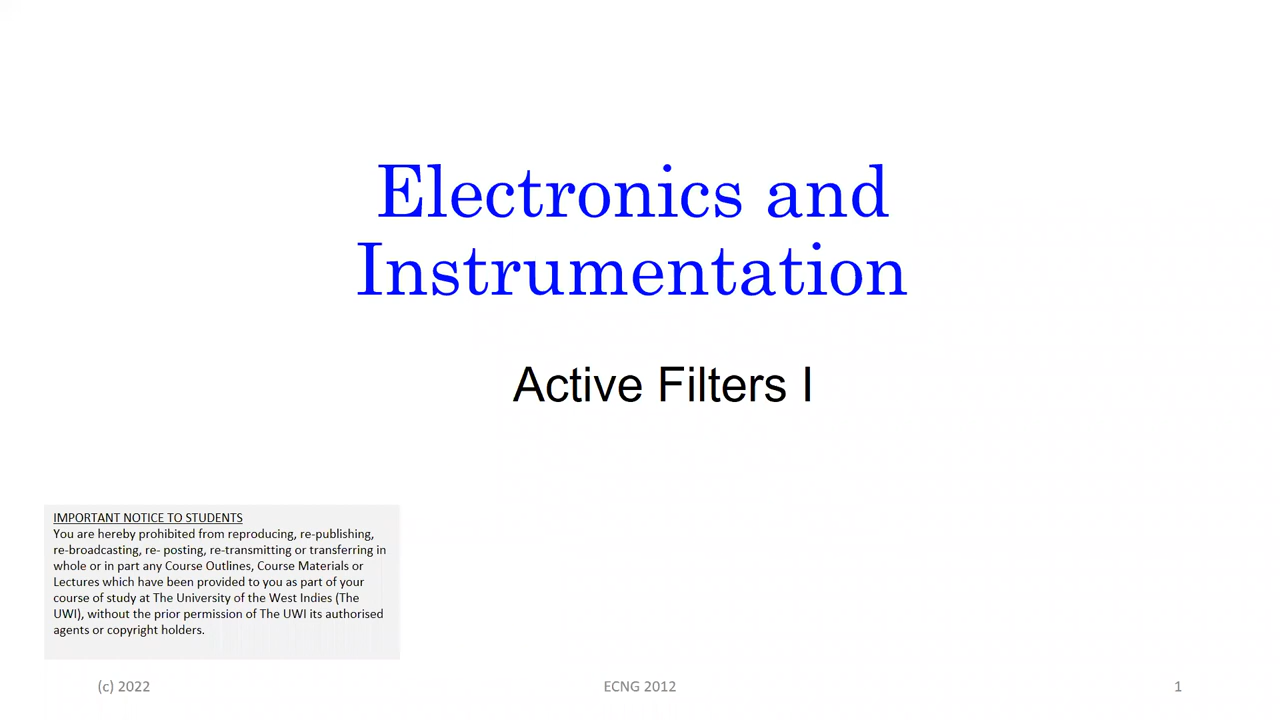 Electronics and
Instrumentation
Active Filters I
IMPORTANT NOTICE TO STUDENTS
You are hereby prohibited from reproducing, re-publishing,
re-broadcasting, re- posting, re-transmitting or transferring in
whole or in part any Course Outlines, Course Materials or
Lectures which have been provided to you as part of your
course of study at The University of the West Indies (The
UWI), without the prior permission of The UWI its authorised
agents or copyright holders.
(c) 2022
ECNG 2012
1